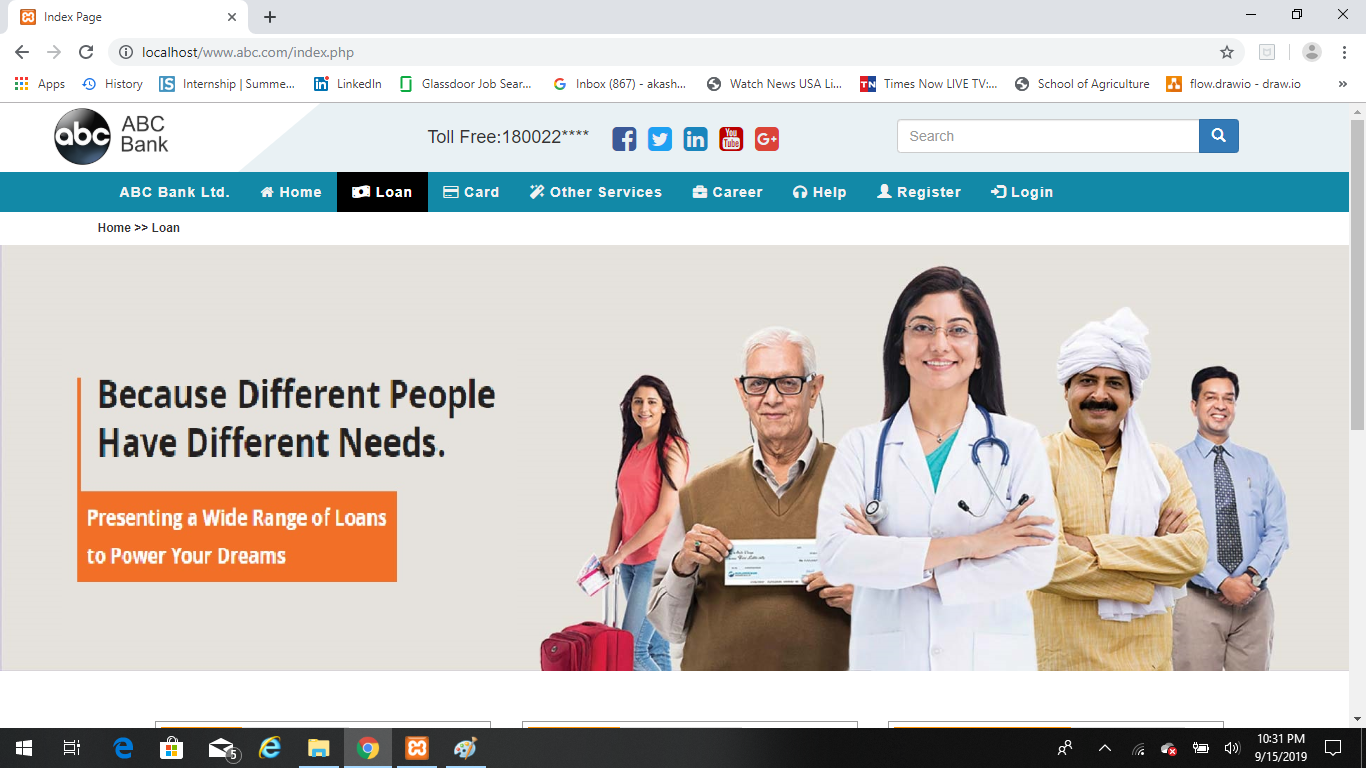 Index Page
localhost/www.abc.com/index.php
Apps History Internship | Summe... LinkedIn Glassdoor Job Sear... Inbox (867) - akash... Watch News USA Li... TN Times Now LIVE TV:... School of Agriculture flow.drawio - draw.io »
abc ABC
Bank
Toll Free:180022****
You
Tube
G+
Search
ABC Bank Ltd. Home Loan Card Other Services Career Help Register Login
Home >> Loan
Because Different People
Have Different Needs.
Presenting a Wide Range of Loans
to Power Your Dreams
5
10:31 PM
9/15/2019